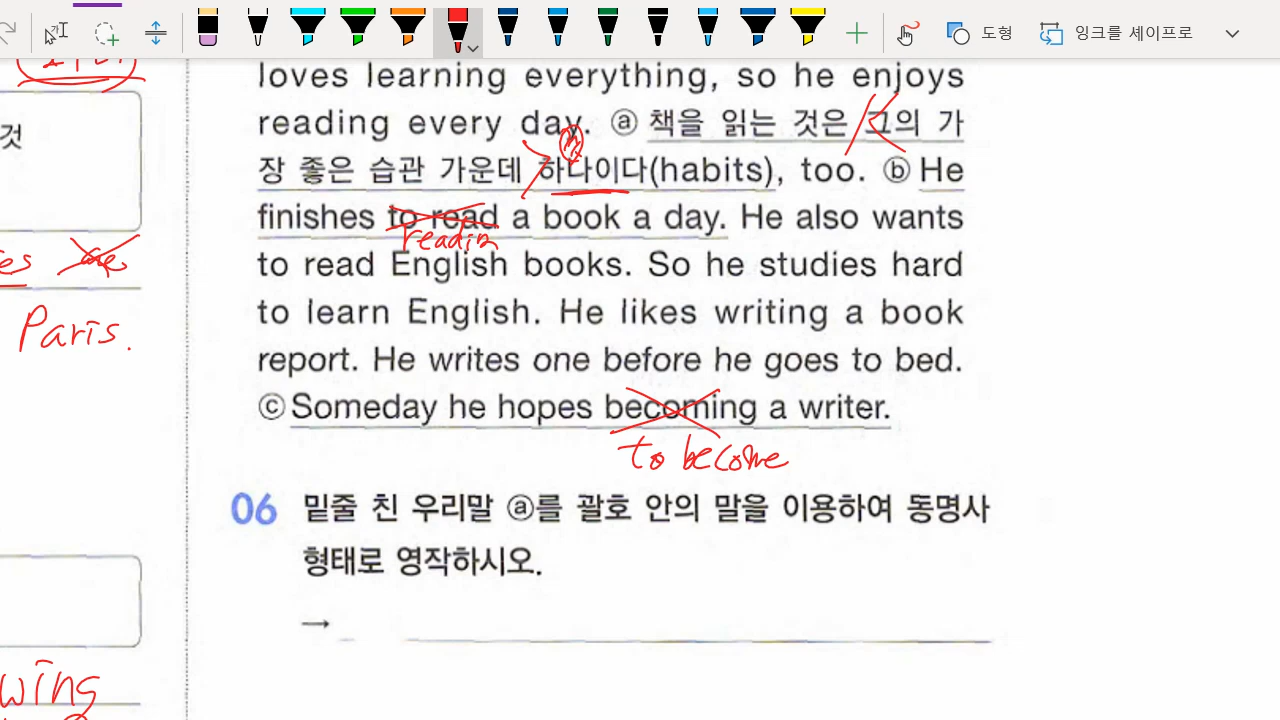 도형
잉크를 셰이프로
loves learning everything, so he enjoys
reading every day. ⓐ 책을 읽는 것은 그의 가
장 좋은 습관 가운데 하나이다(habits), too. ⓑ He
것
finishes to read a book a day. He also wants
readin
to read English books. So he studies hard
es
Paris.
to learn English. He likes writing a book
report. He writes one before he goes to bed.
ⓒ Someday he hopes becoming a writer.
to become
06 밑줄 친 우리말 ⓐ를 괄호 안의 말을 이용하여 동명사
형태로 영작하시오.
→
wing